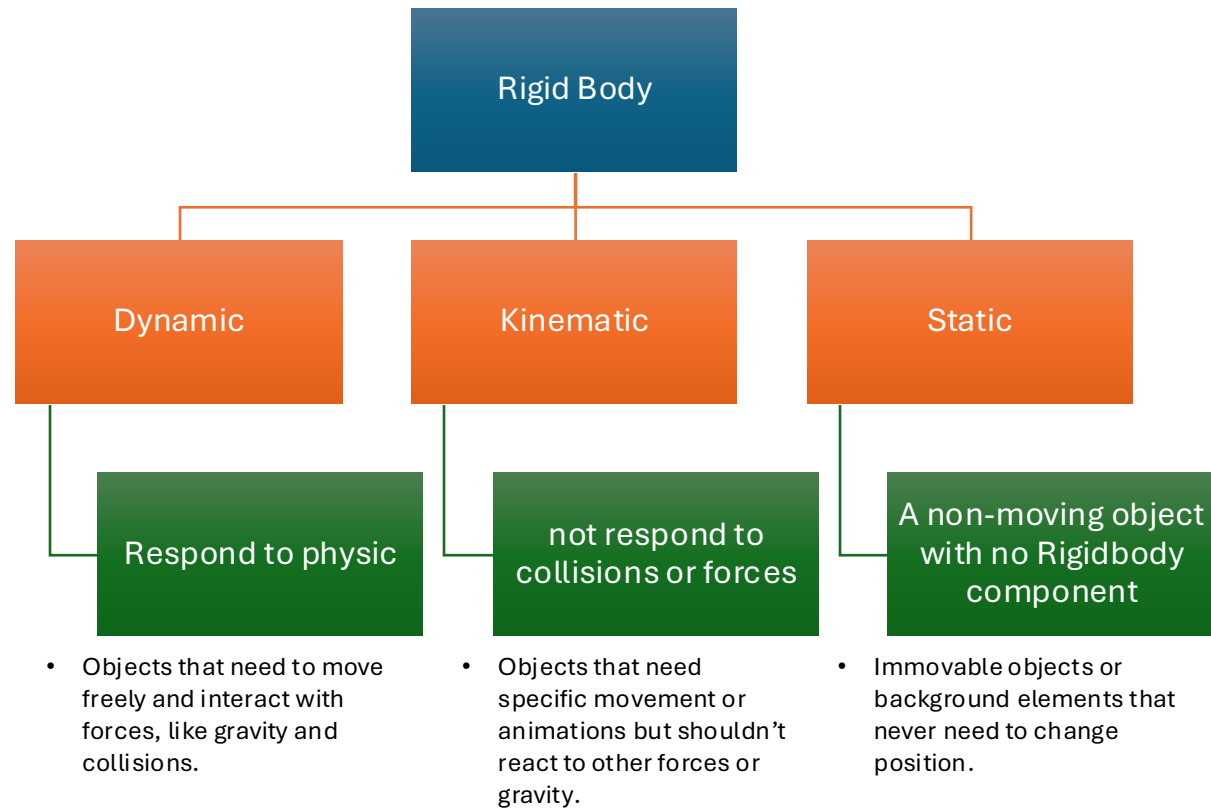 Rigid Body
Dynamic
Kinematic
Static
Respond to physic
not respond to
collisions or forces
A non-moving object
with no Rigidbody
component
• Objects that need to move
freely and interact with
forces, like gravity and
collisions.
• Objects that need
specific movement or
animations but shouldn’t
react to other forces or
gravity.
• Immovable objects or
background elements that
never need to change
position.